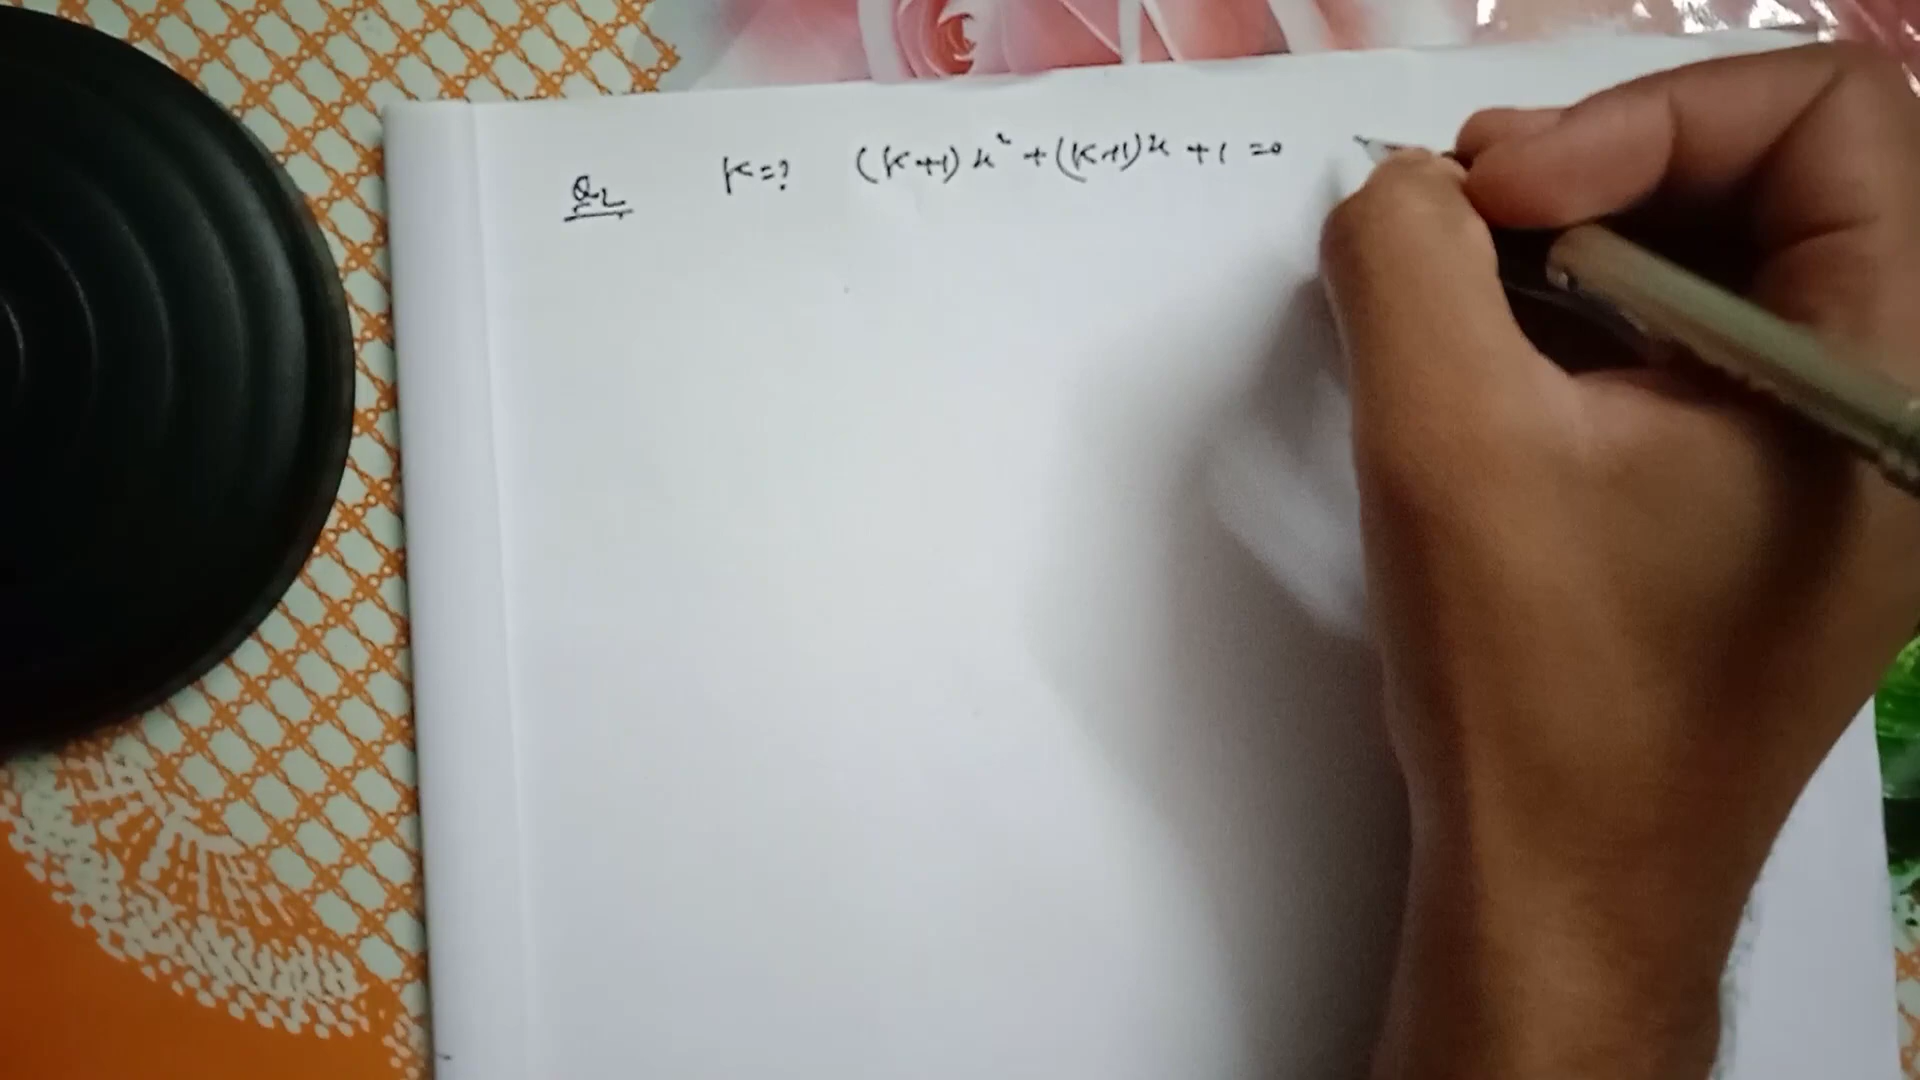 Q2 K=? (K+1)x² + (K+1)x + 1 = 0